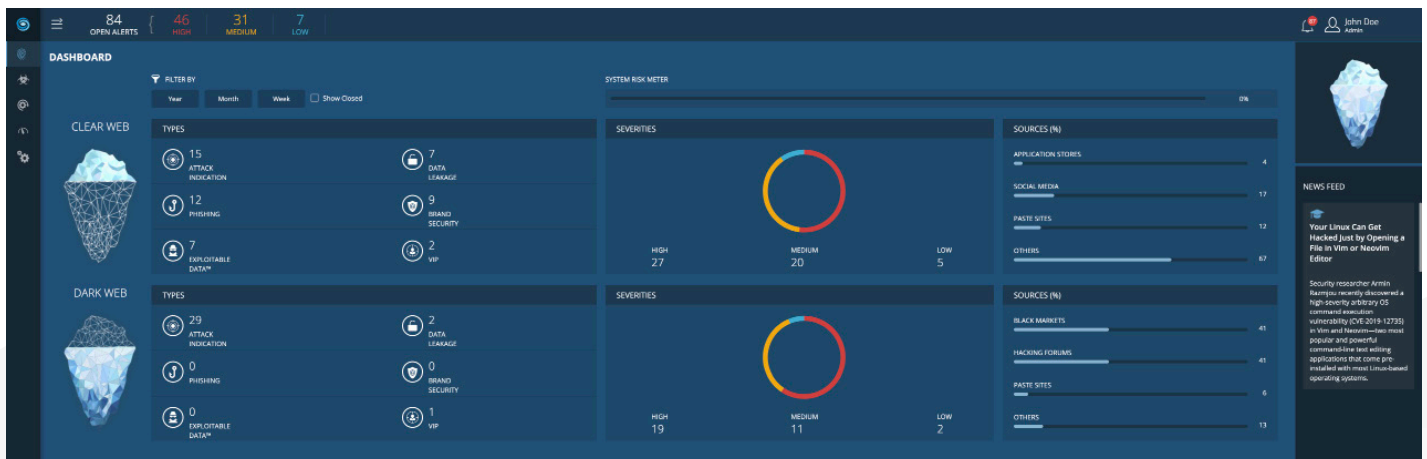 84
OPEN ALERTS
46
HIGH
31
MEDIUM
7
LOW
87
John Doe
Admin
DASHBOARD
FILTER BY
Year
Month
Week
Show Closed
SYSTEM RISK METER
0%
CLEAR WEB
TYPES
15
ATTACK
INDICATION
7
DATA
LEAKAGE
12
PHISHING
9
BRAND
SECURITY
7
EXPLOITABLE
DATA™
2
VIP
SEVERITIES
HIGH
27
MEDIUM
20
LOW
5
SOURCES (%)
APPLICATION STORES
4
SOCIAL MEDIA
17
PASTE SITES
12
OTHERS
67
DARK WEB
TYPES
29
ATTACK
INDICATION
2
DATA
LEAKAGE
0
PHISHING
0
BRAND
SECURITY
0
EXPLOITABLE
DATA™
1
VIP
SEVERITIES
HIGH
19
MEDIUM
11
LOW
2
SOURCES (%)
BLACK MARKETS
41
HACKING FORUMS
41
PASTE SITES
6
OTHERS
13
NEWS FEED
Your Linux Can Get
Hacked Just by Opening a
File in Vim or Neovim
Editor
Security researcher Armin
Razmjou recently discovered a
high-severity arbitrary OS
command execution
vulnerability (CVE-2019-12735)
in Vim and Neovim—two most
popular and powerful
command-line text editing
applications that come pre-
installed with most Linux-based
operating systems.